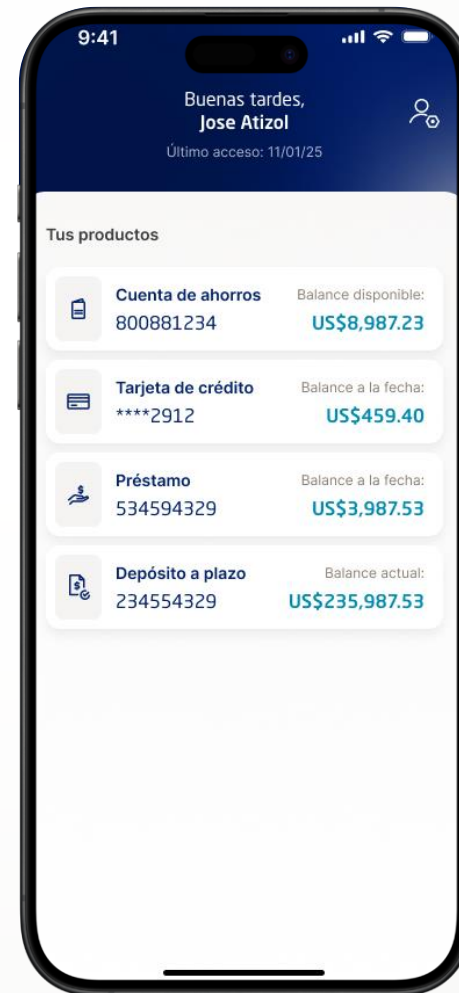 9:41
Buenas tardes,
Jose Atizol
Último acceso: 11/01/25
Tus productos
Cuenta de ahorros Balance disponible:
800881234 US$8,987.23
Tarjeta de crédito Balance a la fecha:
****2912 US$459.40
Préstamo Balance a la fecha:
534594329 US$3,987.53
Depósito a plazo Balance actual:
234554329 US$235,987.53